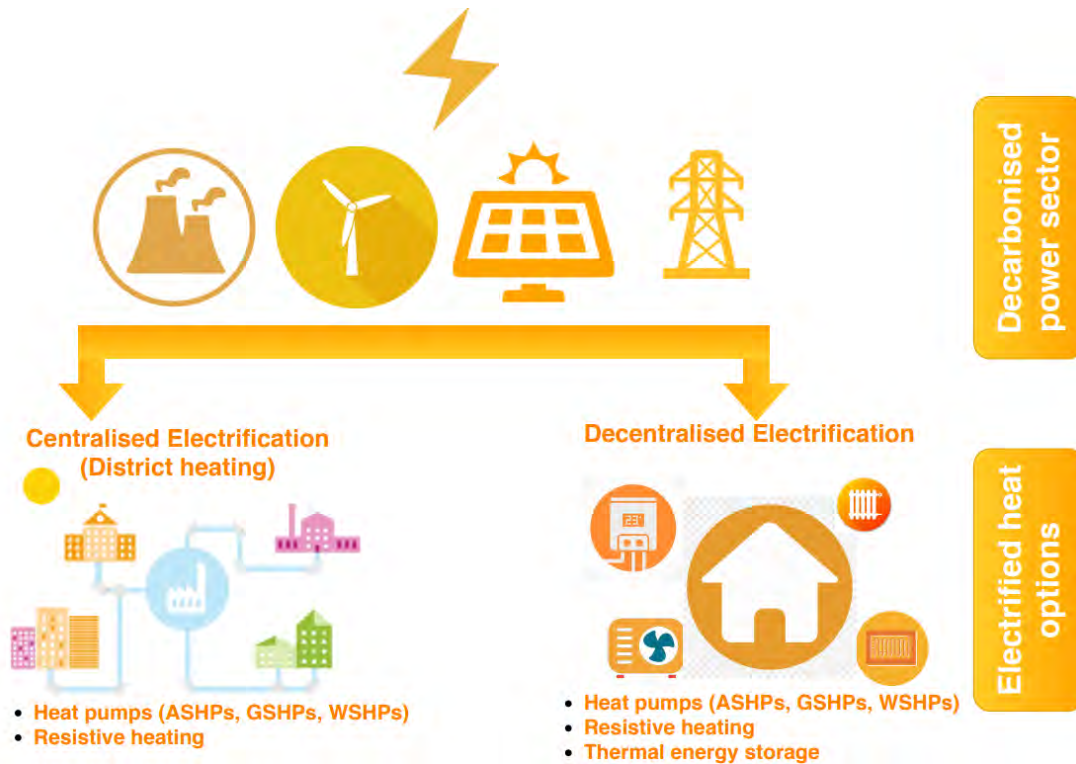 Decarbonised
power sector
Centralised Electrification
(District heating)
Decentralised Electrification
Electrified heat
options
• Heat pumps (ASHPs, GSHPs, WSHPs)
• Resistive heating
• Heat pumps (ASHPs, GSHPs, WSHPs)
• Resistive heating
• Thermal energy storage